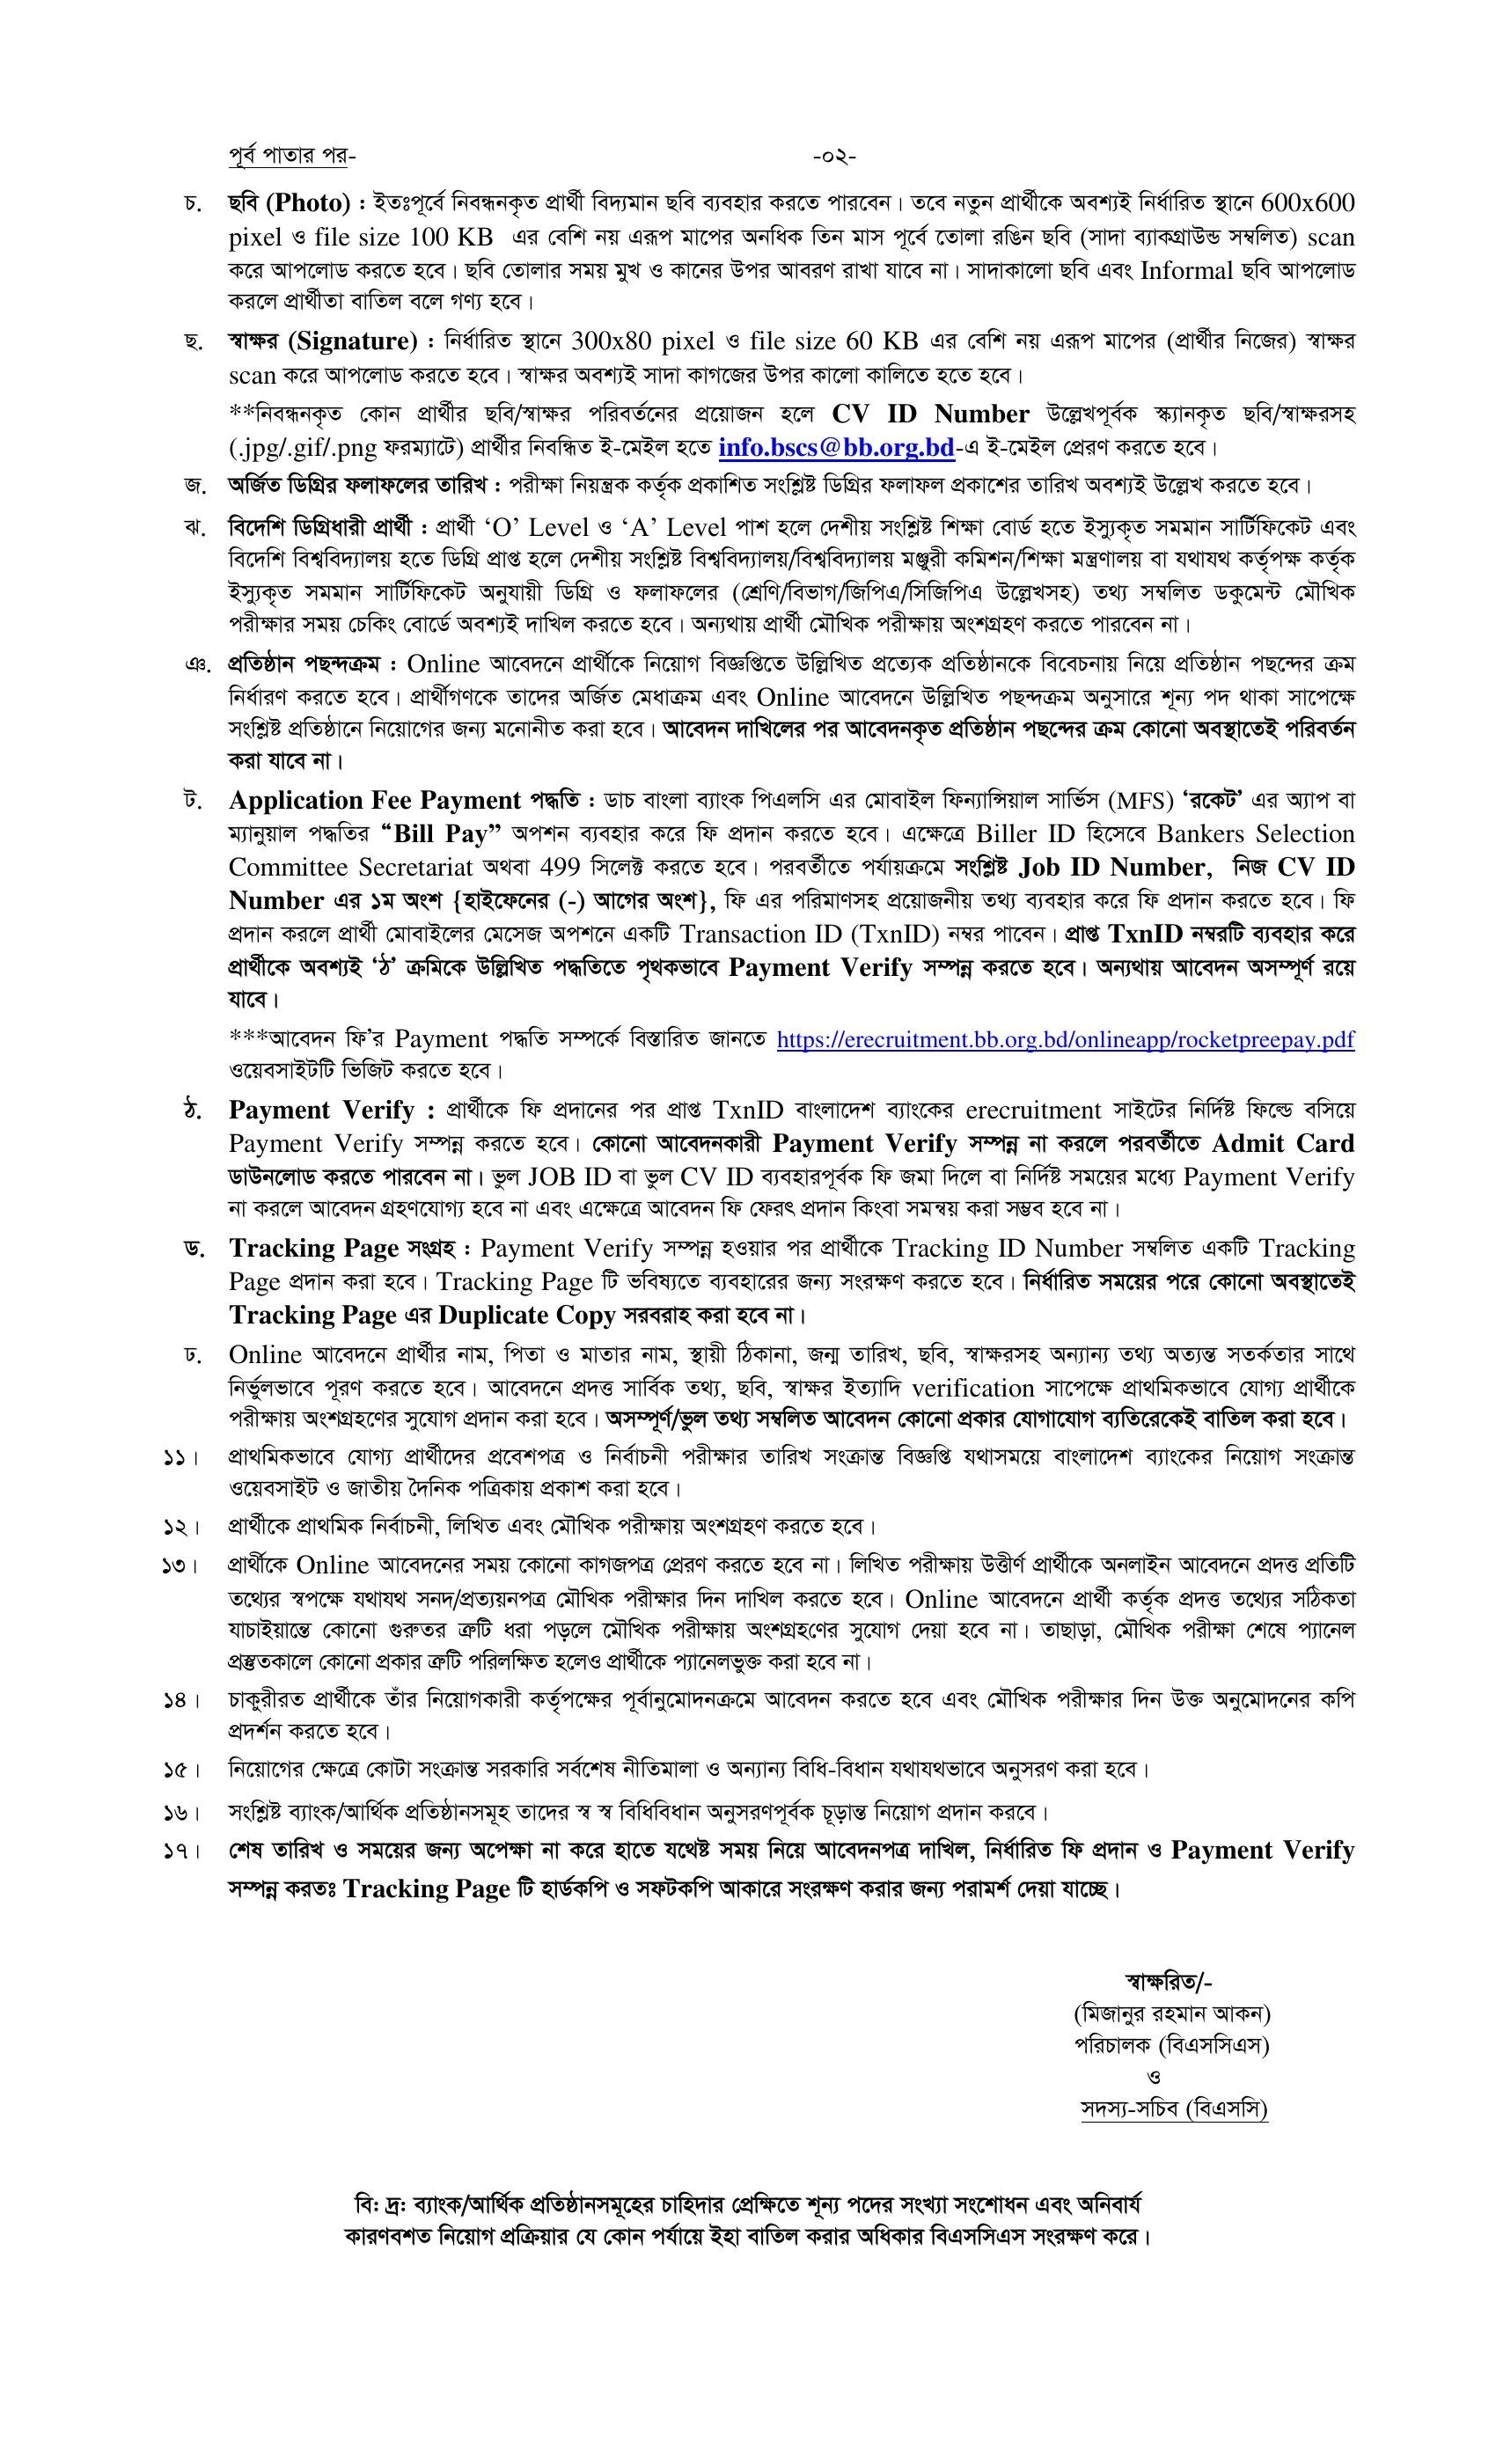 পূর্ব পাতার পর-
-০২-
চ. ছবি (Photo) : ইতঃপূর্বে নিবন্ধনকৃত প্রার্থী বিদ্যমান ছবি ব্যবহার করতে পারবেন। তবে নতুন প্রার্থীকে অবশ্যই নির্ধারিত স্থানে 600x600
pixel ও file size 100 KB এর বেশি নয় এরূপ মাপের অনধিক তিন মাস পূর্বে তোলা রঙিন ছবি (সাদা ব্যাকগ্রাউন্ড সম্বলিত) scan
করে আপলোড করতে হবে। ছবি তোলার সময় মুখ ও কানের উপর আবরণ রাখা যাবে না। সাদাকালো ছবি এবং Informal ছবি আপলোড
করলে প্রার্থীতা বাতিল বলে গণ্য হবে।
ছ. স্বাক্ষর (Signature) : নির্ধারিত স্থানে 300x80 pixel ও file size 60 KB এর বেশি নয় এরূপ মাপের (প্রার্থীর নিজের) স্বাক্ষর
scan করে আপলোড করতে হবে। স্বাক্ষর অবশ্যই সাদা কাগজের উপর কালো কালিতে হতে হবে।
**নিবন্ধনকৃত কোন প্রার্থীর ছবি/স্বাক্ষর পরিবর্তনের প্রয়োজন হলে CV ID Number উল্লেখপূর্বক স্ক্যানকৃত ছবি/স্বাক্ষরসহ
(.jpg/.gif/.png ফরম্যাটে) প্রার্থীর নিবন্ধিত ই-মেইল হতে info.bscs@bb.org.bd-এ ই-মেইল প্রেরণ করতে হবে।
জ. অর্জিত ডিগ্রির ফলাফলের তারিখ : পরীক্ষা নিয়ন্ত্রক কর্তৃক প্রকাশিত সংশ্লিষ্ট ডিগ্রির ফলাফল প্রকাশের তারিখ অবশ্যই উল্লেখ করতে হবে।
ঝ. বিদেশি ডিগ্রিধারী প্রার্থী : প্রার্থী ‘O’ Level ও ‘A’ Level পাশ হলে দেশীয় সংশ্লিষ্ট শিক্ষা বোর্ড হতে ইস্যুকৃত সমমান সার্টিফিকেট এবং
বিদেশি বিশ্ববিদ্যালয় হতে ডিগ্রি প্রাপ্ত হলে দেশীয় সংশ্লিষ্ট বিশ্ববিদ্যালয়/বিশ্ববিদ্যালয় মঞ্জুরী কমিশন/শিক্ষা মন্ত্রণালয় বা যথাযথ কর্তৃপক্ষ কর্তৃক
ইস্যুকৃত সমমান সার্টিফিকেট অনুযায়ী ডিগ্রি ও ফলাফলের (শ্রেণি/বিভাগ/জিপিএ/সিজিপিএ উল্লেখসহ) তথ্য সম্বলিত ডকুমেন্ট মৌখিক
পরীক্ষার সময় চেকিং বোর্ডে অবশ্যই দাখিল করতে হবে। অন্যথায় প্রার্থী মৌখিক পরীক্ষায় অংশগ্রহণ করতে পারবেন না।
ঞ. প্রতিষ্ঠান পছন্দক্রম : Online আবেদনে প্রার্থীকে নিয়োগ বিজ্ঞপ্তিতে উল্লিখিত প্রত্যেক প্রতিষ্ঠানকে বিবেচনায় নিয়ে প্রতিষ্ঠান পছন্দের ক্রম
নির্ধারণ করতে হবে। প্রার্থীগণকে তাদের অর্জিত মেধাক্রম এবং Online আবেদনে উল্লিখিত পছন্দক্রম অনুসারে শূন্য পদ থাকা সাপেক্ষে
সংশ্লিষ্ট প্রতিষ্ঠানে নিয়োগের জন্য মনোনীত করা হবে। আবেদন দাখিলের পর আবেদনকৃত প্রতিষ্ঠান পছন্দের ক্রম কোনো অবস্থাতেই পরিবর্তন
করা যাবে না।
ট. Application Fee Payment পদ্ধতি : ডাচ বাংলা ব্যাংক পিএলসি এর মোবাইল ফিন্যান্সিয়াল সার্ভিস (MFS) ‘রকেট’ এর অ্যাপ বা
ম্যানুয়াল পদ্ধতির “Bill Pay” অপশন ব্যবহার করে ফি প্রদান করতে হবে। এক্ষেত্রে Biller ID হিসেবে Bankers Selection
Committee Secretariat অথবা 499 সিলেক্ট করতে হবে। পরবর্তীতে পর্যায়ক্রমে সংশ্লিষ্ট Job ID Number, নিজ CV ID
Number এর ১ম অংশ {হাইফেনের (-) আগের অংশ}, ফি এর পরিমাণসহ প্রয়োজনীয় তথ্য ব্যবহার করে ফি প্রদান করতে হবে। ফি
প্রদান করলে প্রার্থী মোবাইলের মেসেজ অপশনে একটি Transaction ID (TxnID) নম্বর পাবেন। প্রাপ্ত TxnID নম্বরটি ব্যবহার করে
প্রার্থীকে অবশ্যই ‘ঠ’ ক্রমিকে উল্লিখিত পদ্ধতিতে পৃথকভাবে Payment Verify সম্পন্ন করতে হবে। অন্যথায় আবেদন অসম্পূর্ণ রয়ে
যাবে।
***আবেদন ফি’র Payment পদ্ধতি সম্পর্কে বিস্তারিত জানতে https://erecruitment.bb.org.bd/onlineapp/rocketpreepay.pdf
ওয়েবসাইটটি ভিজিট করতে হবে।
ঠ. Payment Verify : প্রার্থীকে ফি প্রদানের পর প্রাপ্ত TxnID বাংলাদেশ ব্যাংকের erecruitment সাইটের নির্দিষ্ট ফিল্ডে বসিয়ে
Payment Verify সম্পন্ন করতে হবে। কোনো আবেদনকারী Payment Verify সম্পন্ন না করলে পরবর্তীতে Admit Card
ডাউনলোড করতে পারবেন না। ভুল JOB ID বা ভুল CV ID ব্যবহারপূর্বক ফি জমা দিলে বা নির্দিষ্ট সময়ের মধ্যে Payment Verify
না করলে আবেদন গ্রহণযোগ্য হবে না এবং এক্ষেত্রে আবেদন ফি ফেরৎ প্রদান কিংবা সমন্বয় করা সম্ভব হবে না।
ড. Tracking Page সংগ্রহ : Payment Verify সম্পন্ন হওয়ার পর প্রার্থীকে Tracking ID Number সম্বলিত একটি Tracking
Page প্রদান করা হবে। Tracking Page টি ভবিষ্যতে ব্যবহারের জন্য সংরক্ষণ করতে হবে। নির্ধারিত সময়ের পরে কোনো অবস্থাতেই
Tracking Page এর Duplicate Copy সরবরাহ করা হবে না।
ঢ. Online আবেদনে প্রার্থীর নাম, পিতা ও মাতার নাম, স্থায়ী ঠিকানা, জন্ম তারিখ, ছবি, স্বাক্ষরসহ অন্যান্য তথ্য অত্যন্ত সতর্কতার সাথে
নির্ভুলভাবে পূরণ করতে হবে। আবেদনে প্রদত্ত সার্বিক তথ্য, ছবি, স্বাক্ষর ইত্যাদি verification সাপেক্ষে প্রাথমিকভাবে যোগ্য প্রার্থীকে
পরীক্ষায় অংশগ্রহণের সুযোগ প্রদান করা হবে। অসম্পূর্ণ/ভুল তথ্য সম্বলিত আবেদন কোনো প্রকার যোগাযোগ ব্যতিরেকেই বাতিল করা হবে।
১১। প্রাথমিকভাবে যোগ্য প্রার্থীদের প্রবেশপত্র ও নির্বাচনী পরীক্ষার তারিখ সংক্রান্ত বিজ্ঞপ্তি যথাসময়ে বাংলাদেশ ব্যাংকের নিয়োগ সংক্রান্ত
ওয়েবসাইট ও জাতীয় দৈনিক পত্রিকায় প্রকাশ করা হবে।
১২। প্রার্থীকে প্রাথমিক নির্বাচনী, লিখিত এবং মৌখিক পরীক্ষায় অংশগ্রহণ করতে হবে।
১৩। প্রার্থীকে Online আবেদনের সময় কোনো কাগজপত্র প্রেরণ করতে হবে না। লিখিত পরীক্ষায় উত্তীর্ণ প্রার্থীকে অনলাইন আবেদনে প্রদত্ত প্রতিটি
তথ্যের স্বপক্ষে যথাযথ সনদ/প্রত্যয়নপত্র মৌখিক পরীক্ষার দিন দাখিল করতে হবে। Online আবেদনে প্রার্থী কর্তৃক প্রদত্ত তথ্যের সঠিকতা
যাচাইয়ান্তে কোনো গুরুতর ত্রুটি ধরা পড়লে মৌখিক পরীক্ষায় অংশগ্রহণের সুযোগ দেয়া হবে না। তাছাড়া, মৌখিক পরীক্ষা শেষে প্যানেল
প্রস্তুতকালে কোনো প্রকার ত্রুটি পরিলক্ষিত হলেও প্রার্থীকে প্যানেলভুক্ত করা হবে না।
১৪। চাকুরীরত প্রার্থীকে তাঁর নিয়োগকারী কর্তৃপক্ষের পূর্বানুমোদনক্রমে আবেদন করতে হবে এবং মৌখিক পরীক্ষার দিন উক্ত অনুমোদনের কপি
প্রদর্শন করতে হবে।
১৫। নিয়োগের ক্ষেত্রে কোটা সংক্রান্ত সরকারি সর্বশেষ নীতিমালা ও অন্যান্য বিধি-বিধান যথাযথভাবে অনুসরণ করা হবে।
১৬। সংশ্লিষ্ট ব্যাংক/আর্থিক প্রতিষ্ঠানসমূহ তাদের স্ব স্ব বিধিবিধান অনুসরণপূর্বক চূড়ান্ত নিয়োগ প্রদান করবে।
১৭। শেষ তারিখ ও সময়ের জন্য অপেক্ষা না করে হাতে যথেষ্ট সময় নিয়ে আবেদনপত্র দাখিল, নির্ধারিত ফি প্রদান ও Payment Verify
সম্পন্ন করতঃ Tracking Page টি হার্ডকপি ও সফটকপি আকারে সংরক্ষণ করার জন্য পরামর্শ দেয়া যাচ্ছে।
স্বাক্ষরিত/-
(মিজানুর রহমান আকন)
পরিচালক (বিএসসিএস)
ও
সদস্য-সচিব (বিএসসি)
বি: দ্র: ব্যাংক/আর্থিক প্রতিষ্ঠানসমূহের চাহিদার প্রেক্ষিতে শূন্য পদের সংখ্যা সংশোধন এবং অনিবার্য
কারণবশত নিয়োগ প্রক্রিয়ার যে কোন পর্যায়ে ইহা বাতিল করার অধিকার বিএসসিএস সংরক্ষণ করে।